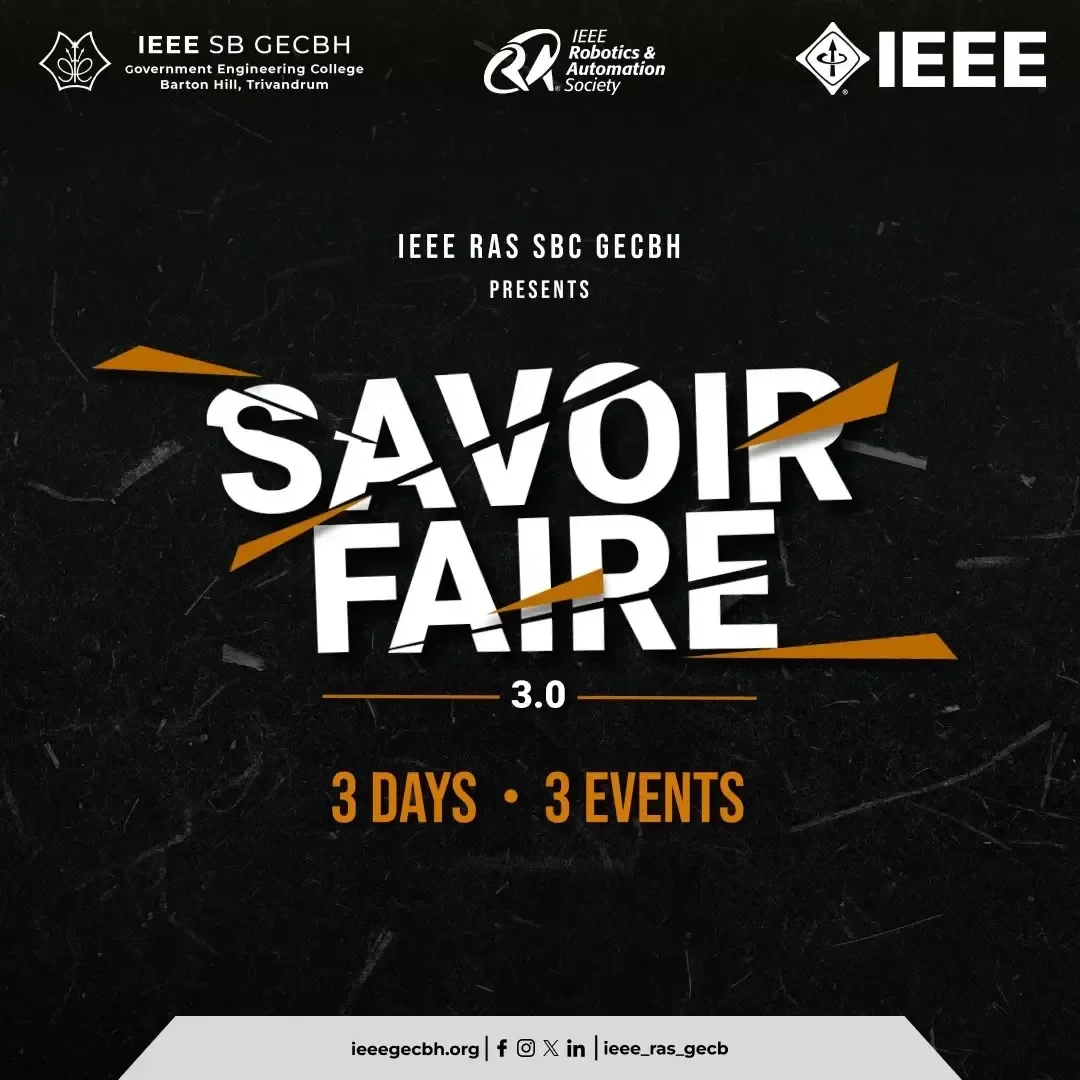 IEEE SB GECBH
Government Engineering College
Barton Hill, Trivandrum
IEEE
Robotics &
Automation
Society
IEEE
IEEE RAS SBC GECBH
PRESENTS
SAVOIR
FAIRE
3.0
3 DAYS • 3 EVENTS
ieeegecbh.org | ieee_ras_gecb